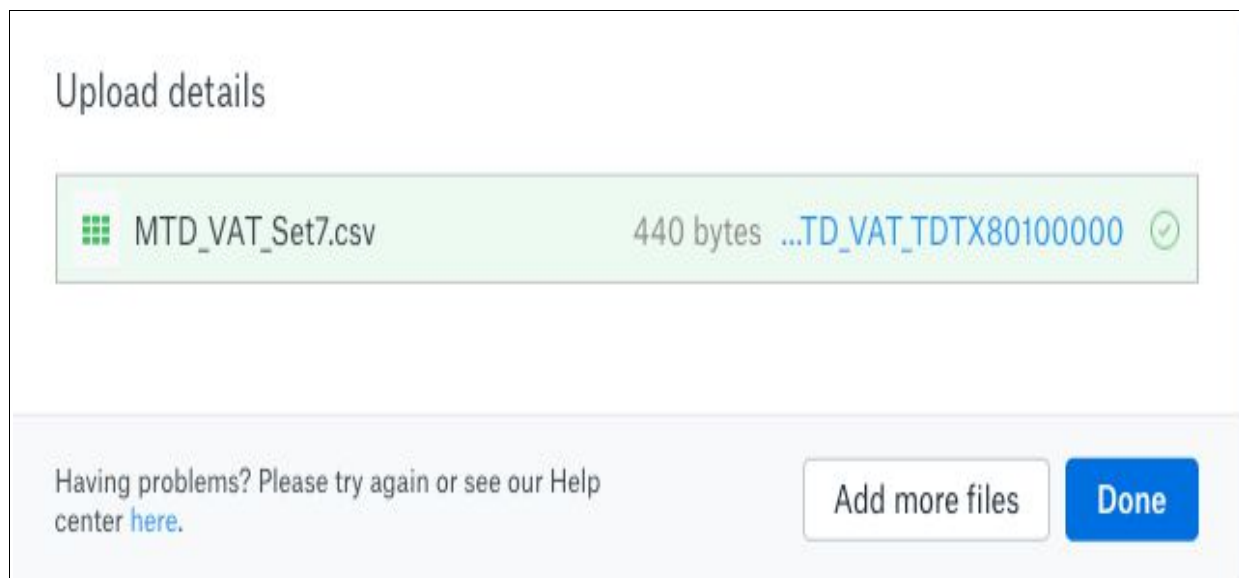 Upload details
MTD_VAT_Set7.csv 440 bytes ...TD_VAT_TDTX80100000
Having problems? Please try again or see our Help
center here.
Add more files Done